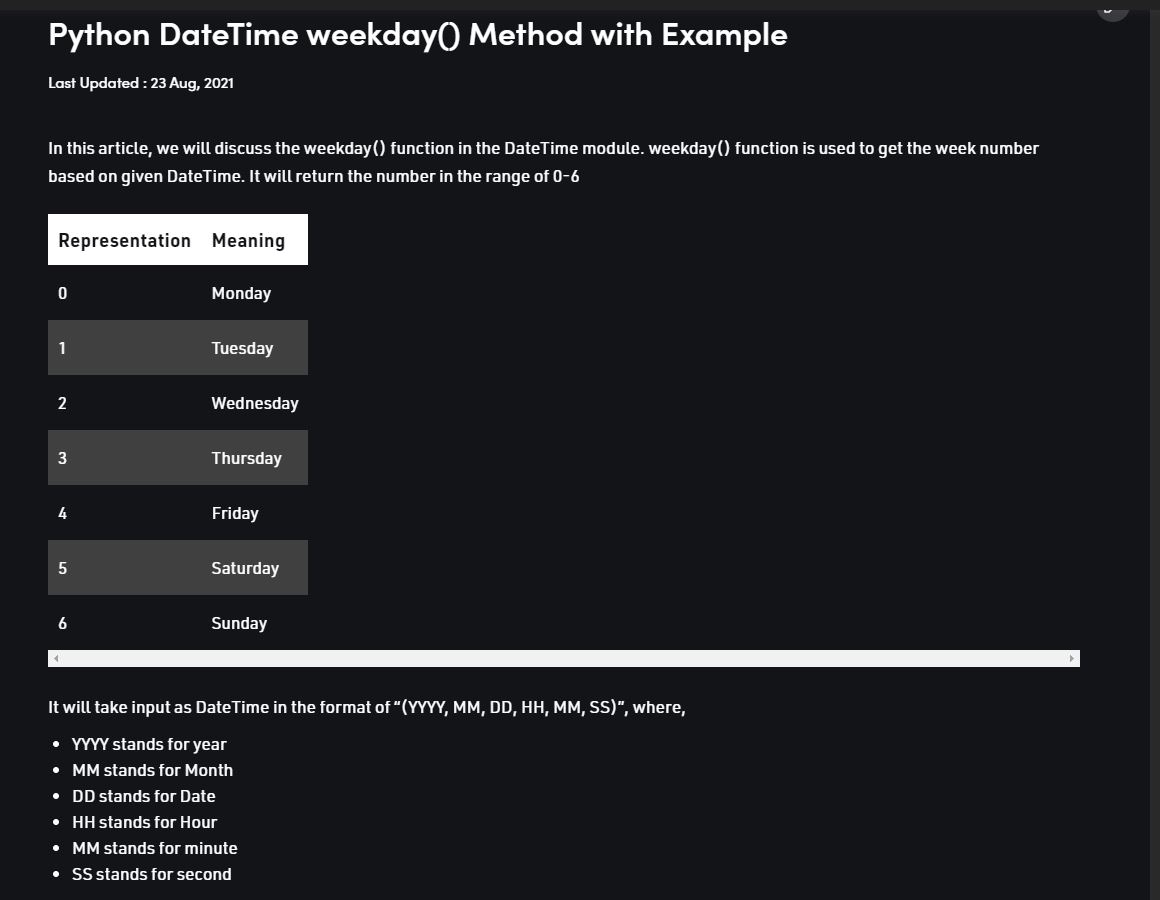 Python DateTime weekday() Method with Example
Last Updated : 23 Aug, 2021
In this article, we will discuss the weekday() function in the DateTime module. weekday() function is used to get the week number
based on given DateTime. It will return the number in the range of 0-6
Representation Meaning
0 Monday
1 Tuesday
2 Wednesday
3 Thursday
4 Friday
5 Saturday
6 Sunday
It will take input as DateTime in the format of “(YYYY, MM, DD, HH, MM, SS)”, where,
• YYYY stands for year
• MM stands for Month
• DD stands for Date
• HH stands for Hour
• MM stands for minute
• SS stands for second